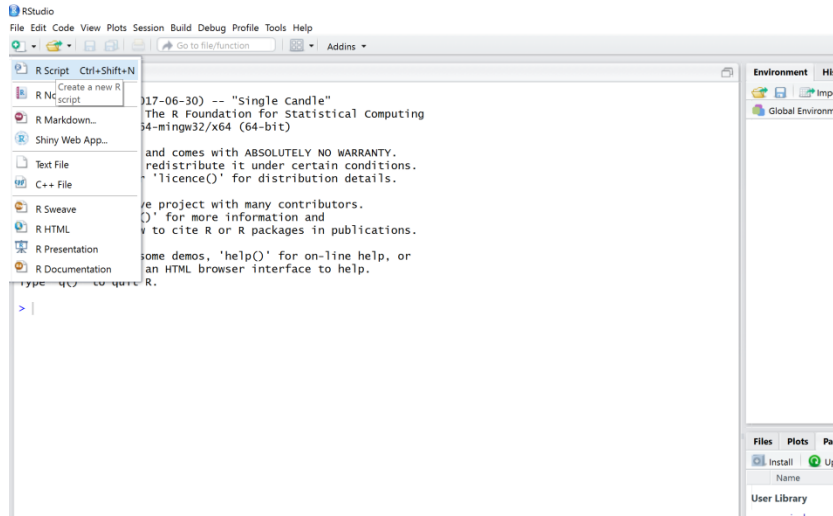 RStudio
File Edit Code View Plots Session Build Debug Profile Tools Help
Go to file/function Addins
R Script Ctrl+Shift+N
Create a new R
script
R Markdown...
Shiny Web App...
Text File
C++ File
R Sweave
R HTML
R Presentation
R Documentation
017-06-30) -- "Single Candle"
The R Foundation for Statistical Computing
64-mingw32/x64 (64-bit)
and comes with ABSOLUTELY NO WARRANTY.
redistribute it under certain conditions.
'licence()' for distribution details.
project with many contributors.
()' for more information and
to cite R or R packages in publications.
some demos, 'help()' for on-line help, or
an HTML browser interface to help.
Type 'q()' to quit R.
>
Environment
Global
Files Plots
Install
Name
User Library